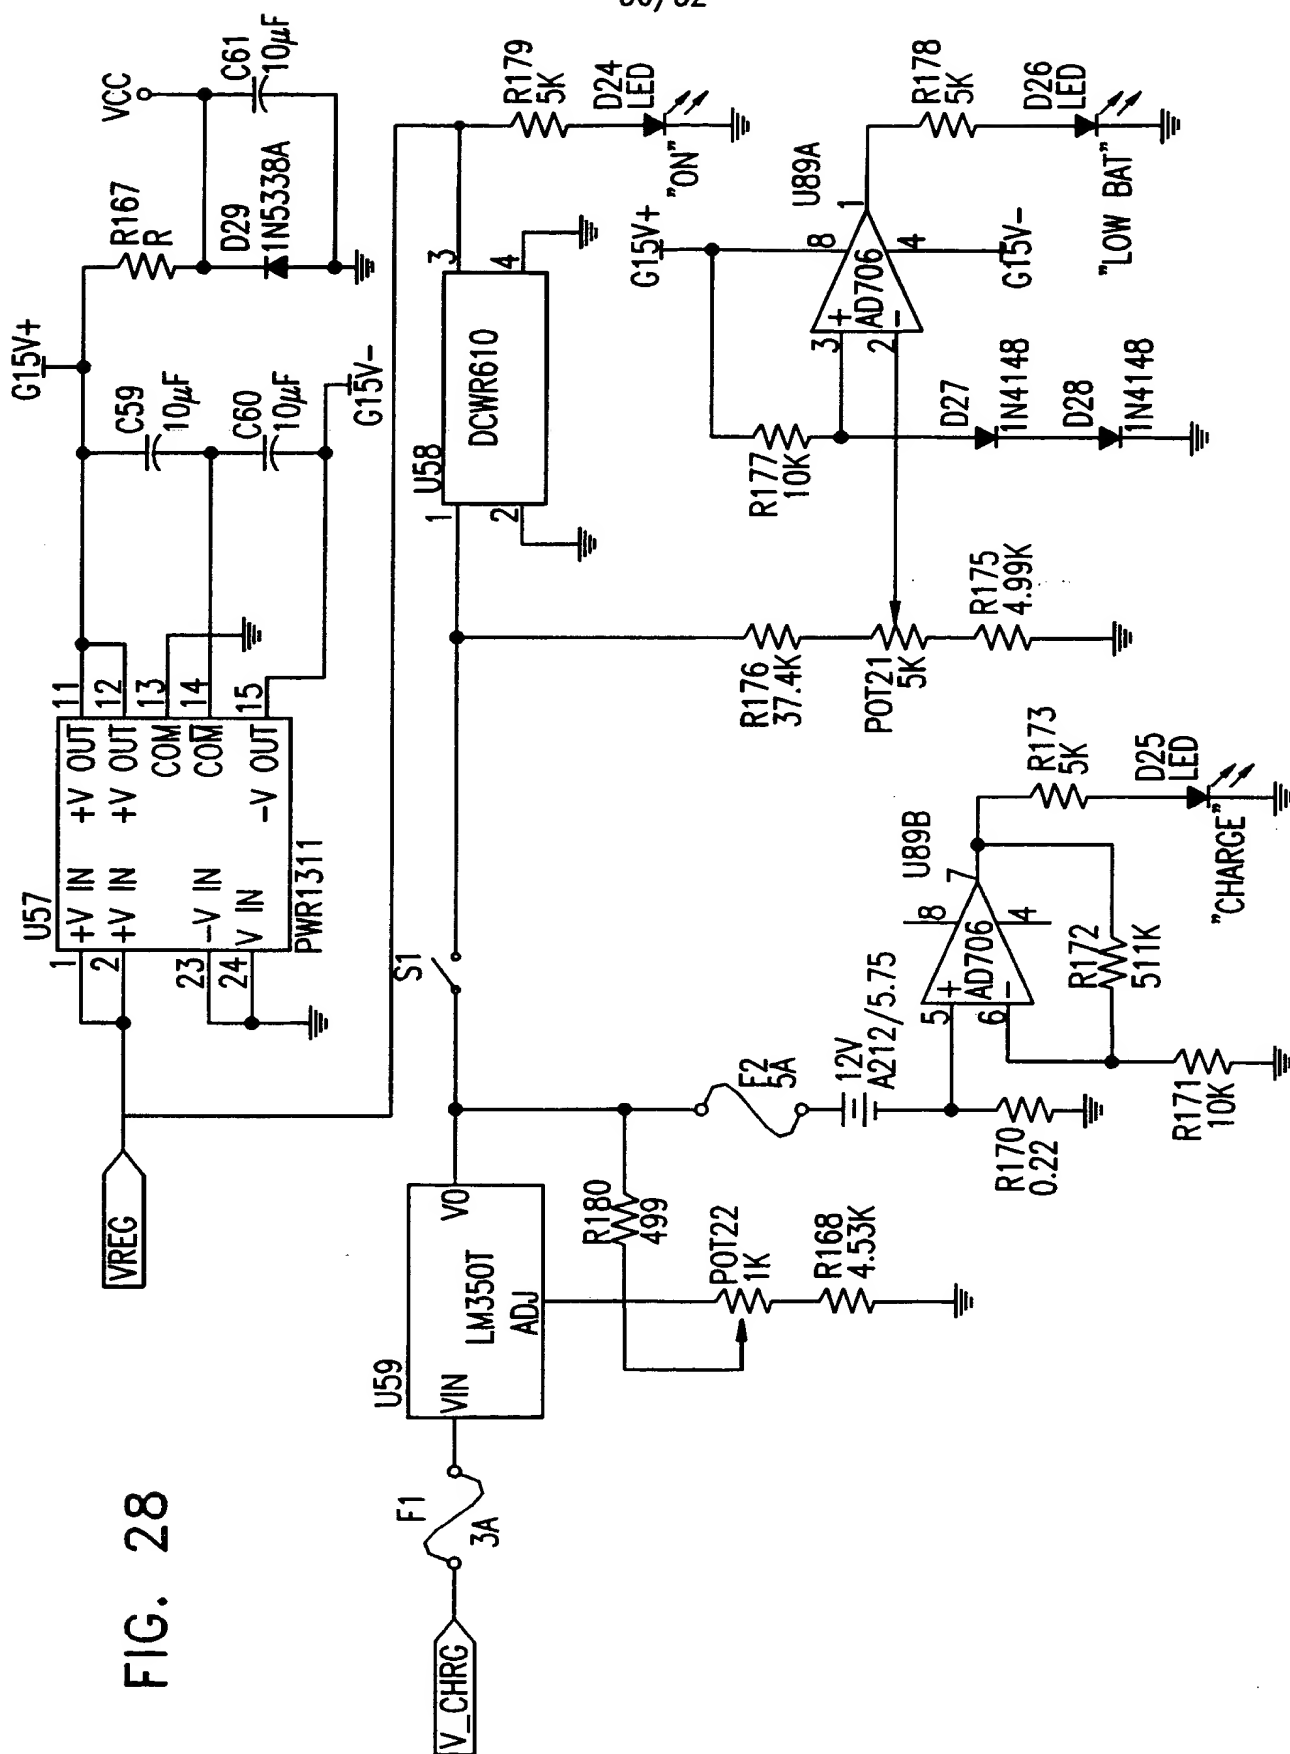 FIG. 28
V_CHRG
F1
3A
U59
VIN
LM350T
VO
ADJ
R180
499
POT22
1K
R168
4.53K
VREG
U57
1
2
23
24
+V IN
+V IN
-V IN
V IN
+V OUT
+V OUT
COM
COM
-V OUT
11
12
13
14
15
PWR1311
G15V+
C59
10µF
C60
10µF
G15V-
R167
R
D29
1N5338A
VCC
C61
10µF
S1
F2
5A
12V
A212/5.75
R170
0.22
R171
10K
R172
511K
5
6
+
-
AD706
8
4
7
U89B
R173
5K
D25
LED
"CHARGE"
U58
1
2
DCWR610
3
4
R179
5K
D24
LED
"ON"
R176
37.4K
POT21
5K
R175
4.99K
R177
10K
D27
1N4148
D28
1N4148
G15V+
3
2
+
-
AD706
8
4
1
U89A
G15V-
R178
5K
D26
LED
"LOW BAT"